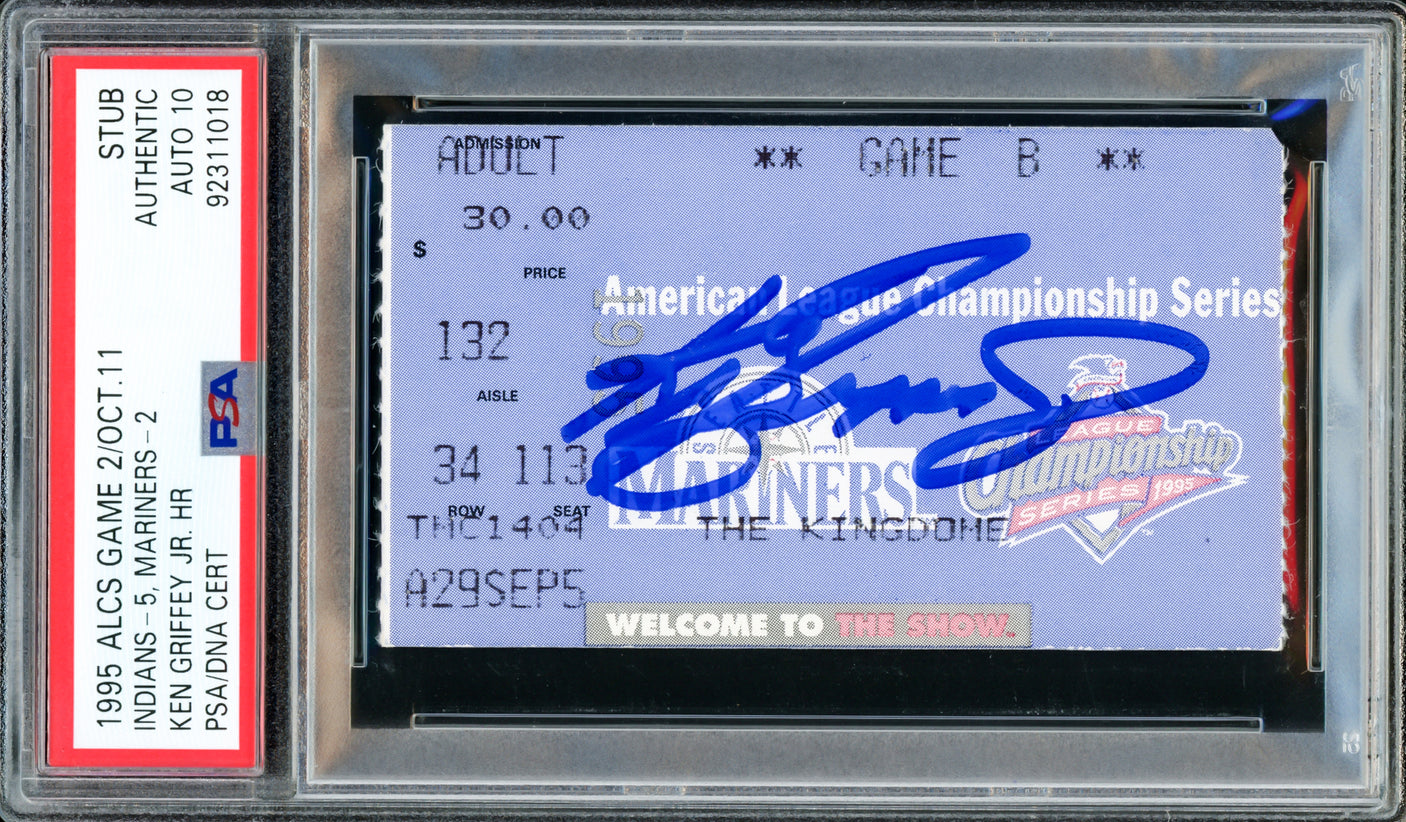 1995 ALCS GAME 2/OCT.11 STUB
INDIANS-5, MARINERS-2 AUTHENTIC
KEN GRIFFEY JR. HR AUTO 10
PSA/DNA CERT 92311018
PSA
ADMISSION
ADULT ** GAME B **
30.00
$
PRICE
American League Championship Series
1995
132
AISLE
34 113
ROW SEAT
MARINERS
LEAGUE
Championship
SERIES 1995
TMC1404 THE KINGDOME
A29SEP5
WELCOME TO THE SHOW.